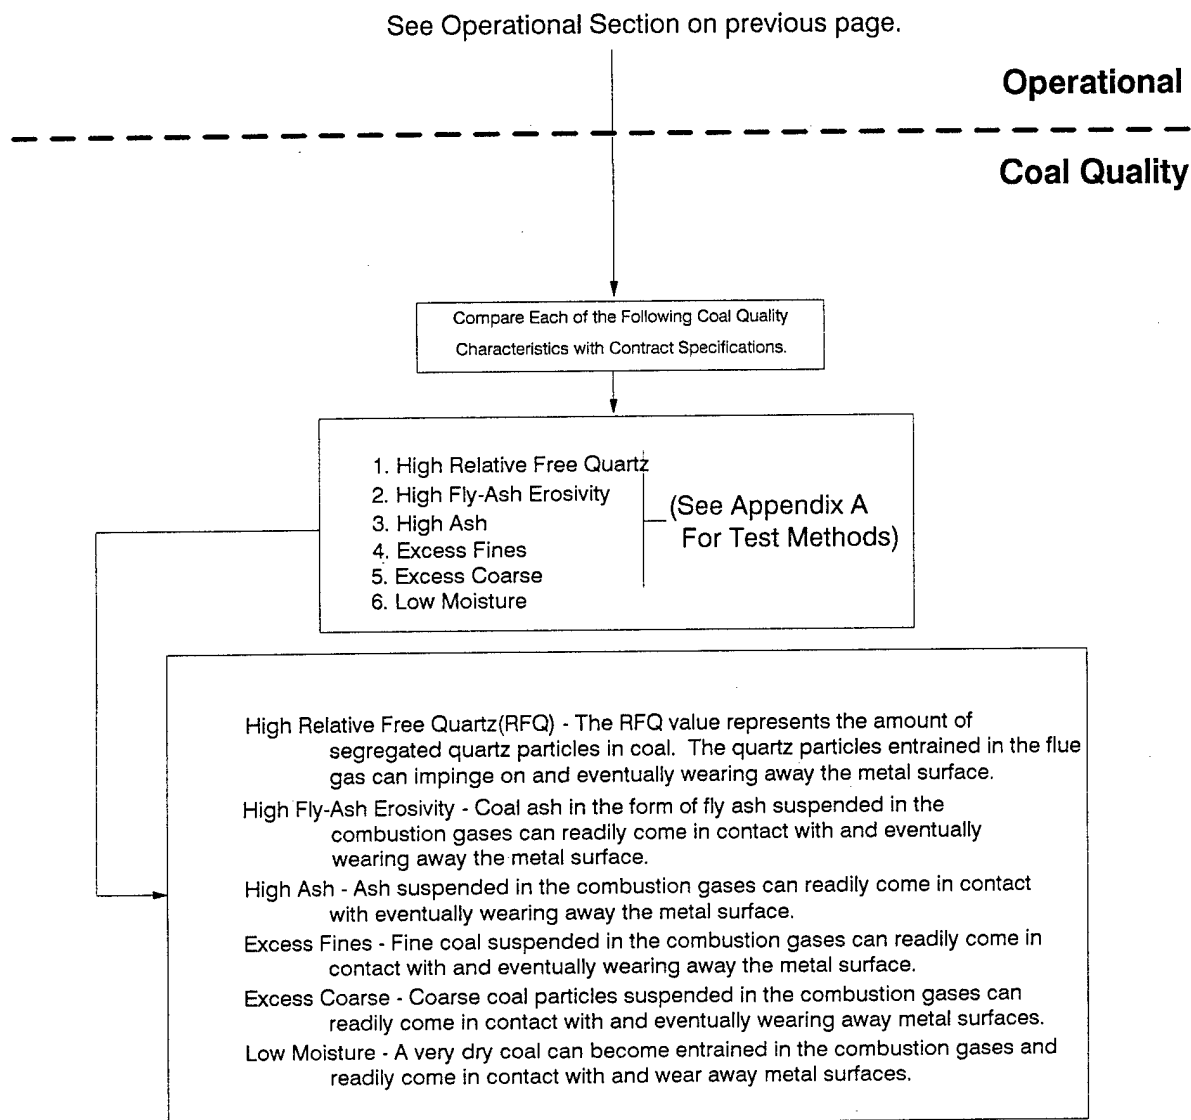 See Operational Section on previous page.
Operational
Coal Quality
Compare Each of the Following Coal Quality
Characteristics with Contract Specifications.
1. High Relative Free Quartz
2. High Fly-Ash Erosivity
3. High Ash
4. Excess Fines
5. Excess Coarse
6. Low Moisture
(See Appendix A
For Test Methods)
High Relative Free Quartz(RFQ) - The RFQ value represents the amount of
segregated quartz particles in coal. The quartz particles entrained in the flue
gas can impinge on and eventually wearing away the metal surface.
High Fly-Ash Erosivity - Coal ash in the form of fly ash suspended in the
combustion gases can readily come in contact with and eventually
wearing away the metal surface.
High Ash - Ash suspended in the combustion gases can readily come in contact
with eventually wearing away the metal surface.
Excess Fines - Fine coal suspended in the combustion gases can readily come in
contact with and eventually wearing away the metal surface.
Excess Coarse - Coarse coal particles suspended in the combustion gases can
readily come in contact with and eventually wearing away metal surfaces.
Low Moisture - A very dry coal can become entrained in the combustion gases and
readily come in contact with and wear away metal surfaces.